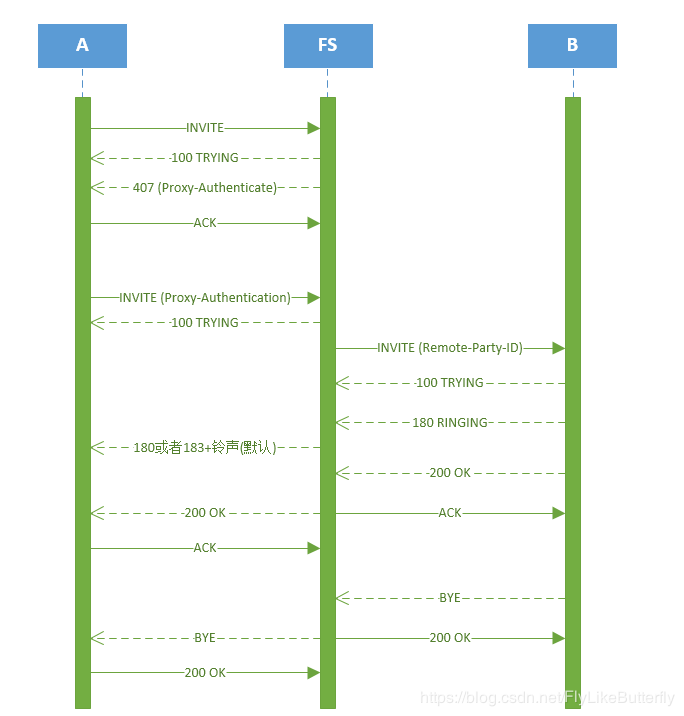 A FS B
INVITE
100 TRYING
407 (Proxy-Authenticate)
ACK
INVITE (Proxy-Authentication)
100 TRYING
INVITE (Remote-Party-ID)
100 TRYING
180 RINGING
180或者183+铃声(默认)
200 OK
200 OK ACK
ACK
BYE
BYE 200 OK
200 OK
https://blog.csdn.net/FlyLikeButterfly